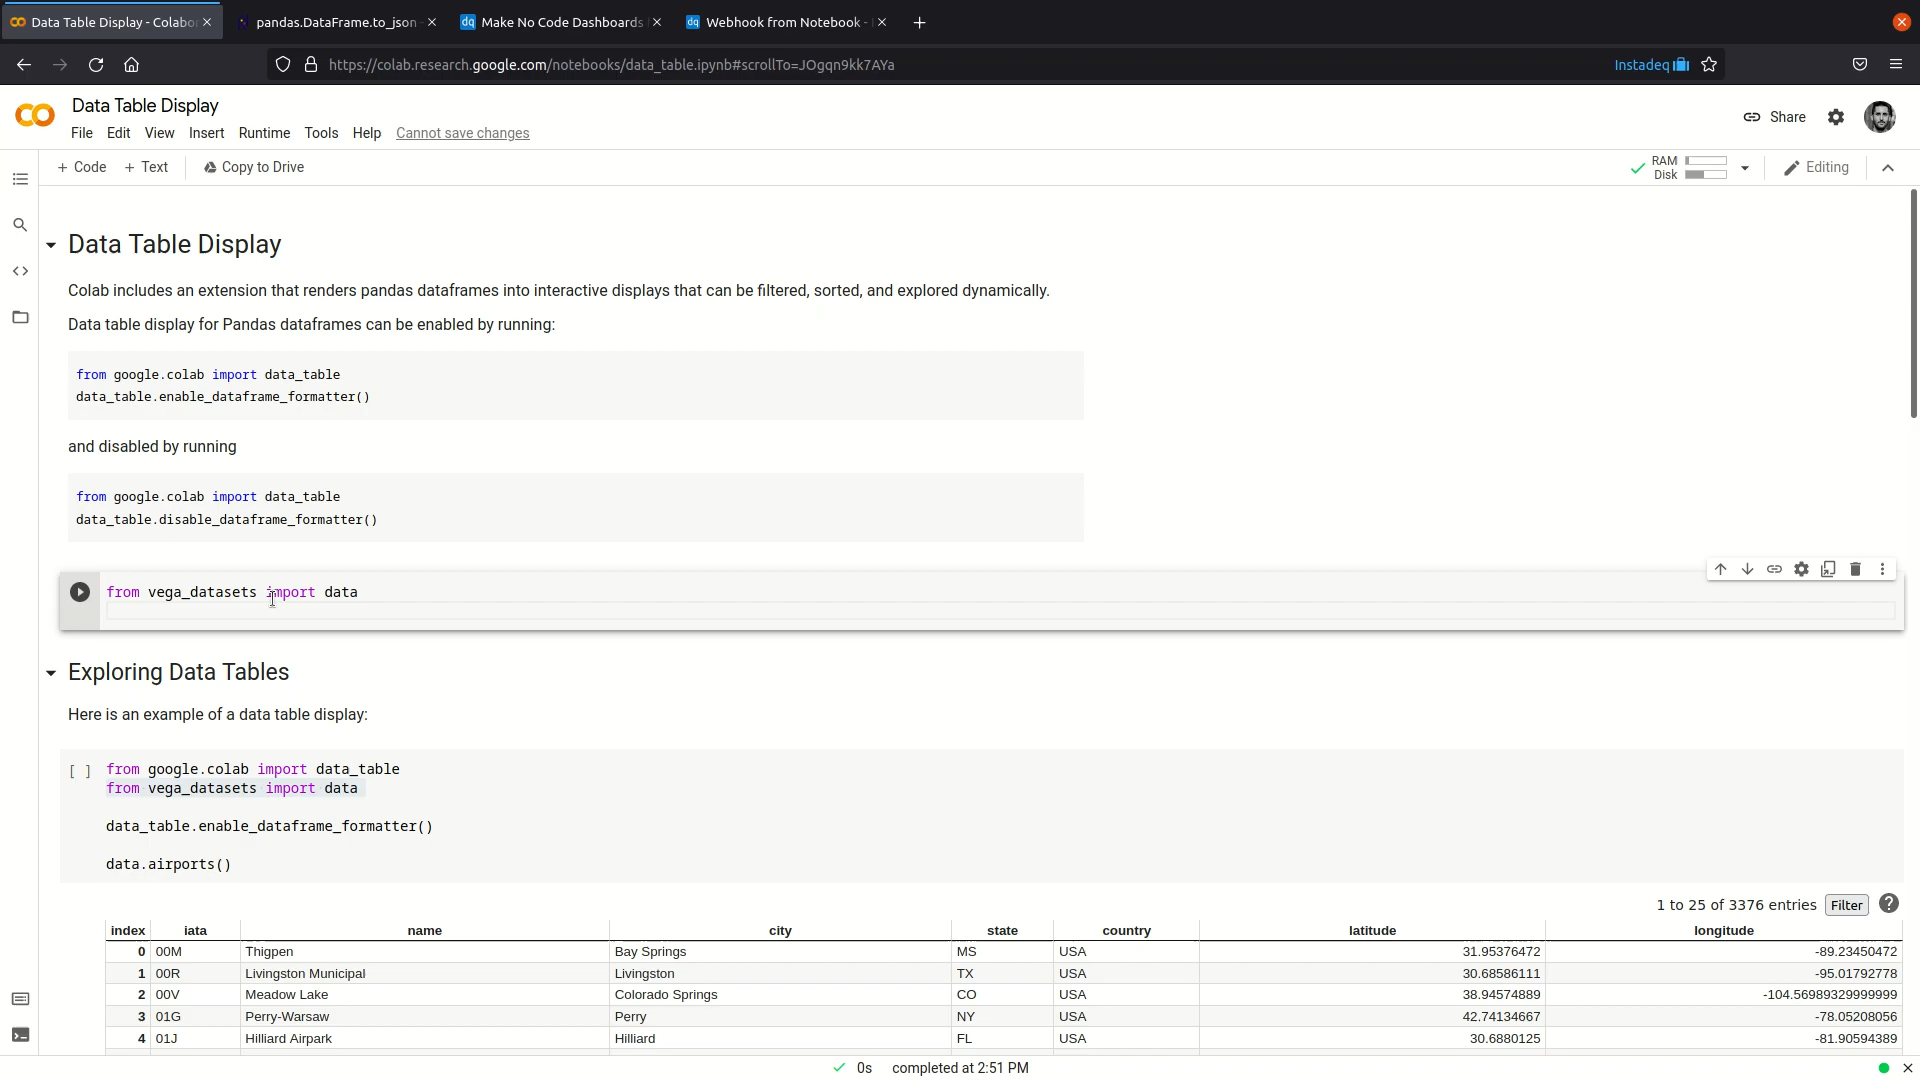 Data Table Display - Colabor
pandas.DataFrame.to_json
dq Make No Code Dashboards
dq Webhook from Notebook -
https://colab.research.google.com/notebooks/data_table.ipynb#scrollTo=JOgqn9kk7AYa
Instadeq
Data Table Display
Share
File Edit View Insert Runtime Tools Help Cannot save changes
+ Code + Text Copy to Drive
RAM
Disk
Editing
Data Table Display
Colab includes an extension that renders pandas dataframes into interactive displays that can be filtered, sorted, and explored dynamically.
Data table display for Pandas dataframes can be enabled by running:
from google.colab import data_table
data_table.enable_dataframe_formatter()
and disabled by running
from google.colab import data_table
data_table.disable_dataframe_formatter()
from vega_datasets import data
Exploring Data Tables
Here is an example of a data table display:
[ ] from google.colab import data_table
from vega_datasets import data
data_table.enable_dataframe_formatter()
data.airports()
1 to 25 of 3376 entries Filter ?
index iata name city state country latitude longitude
0 00M Thigpen Bay Springs MS USA 31.95376472 -89.23450472
1 00R Livingston Municipal Livingston TX USA 30.68586111 -95.01792778
2 00V Meadow Lake Colorado Springs CO USA 38.94574889 -104.56989329999999
3 01G Perry-Warsaw Perry NY USA 42.74134667 -78.05208056
4 01J Hilliard Airpark Hilliard FL USA 30.6880125 -81.90594389
0s completed at 2:51 PM